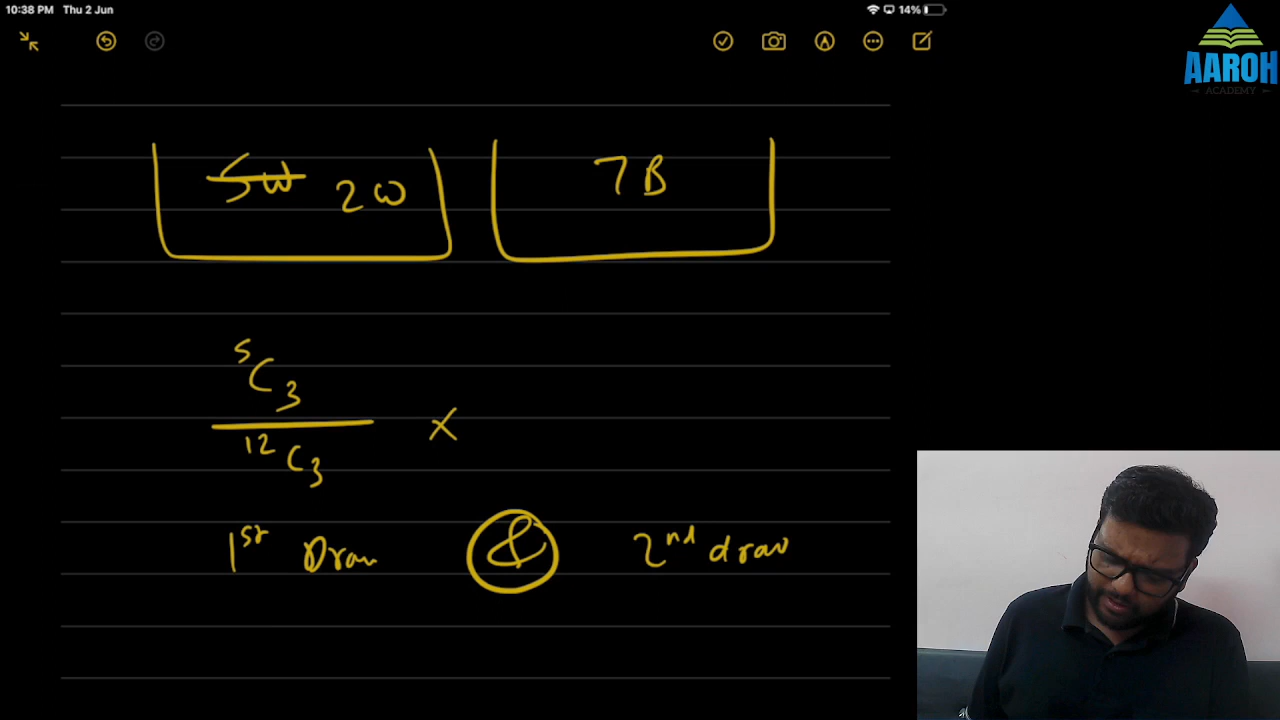 10:38 PM Thu 2 Jun
14%
AAROH
ACADEMY
5W 2W
7B
5C3
12C3
×
1st Draw & 2nd draw